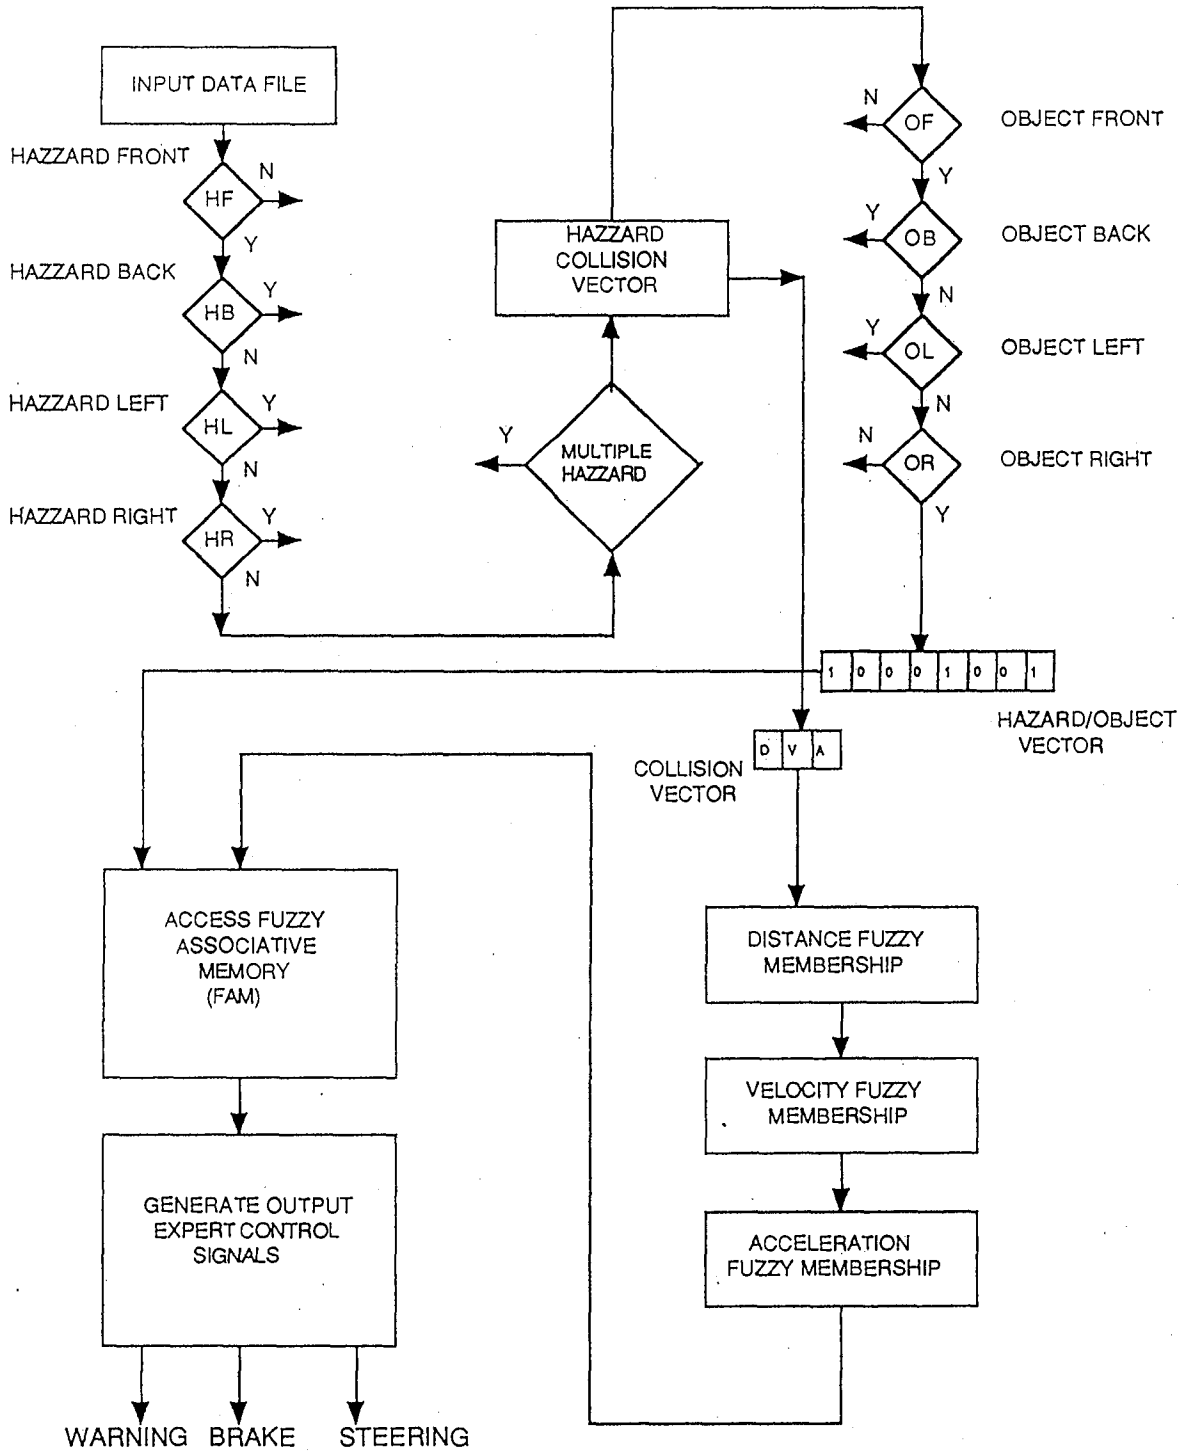 INPUT DATA FILE
HAZZARD FRONT
HF
N
Y
HAZZARD BACK
HB
Y
N
HAZZARD LEFT
HL
Y
N
HAZZARD RIGHT
HR
Y
N
MULTIPLE
HAZZARD
Y
HAZZARD
COLLISION
VECTOR
N
OF
OBJECT FRONT
Y
Y
OB
OBJECT BACK
N
Y
OL
OBJECT LEFT
N
N
OR
OBJECT RIGHT
Y
1 0 0 0 1 0 0 1
HAZARD/OBJECT
VECTOR
D V A
COLLISION
VECTOR
DISTANCE FUZZY
MEMBERSHIP
VELOCITY FUZZY
MEMBERSHIP
ACCELERATION
FUZZY MEMBERSHIP
ACCESS FUZZY
ASSOCIATIVE
MEMORY
(FAM)
GENERATE OUTPUT
EXPERT CONTROL
SIGNALS
WARNING BRAKE STEERING